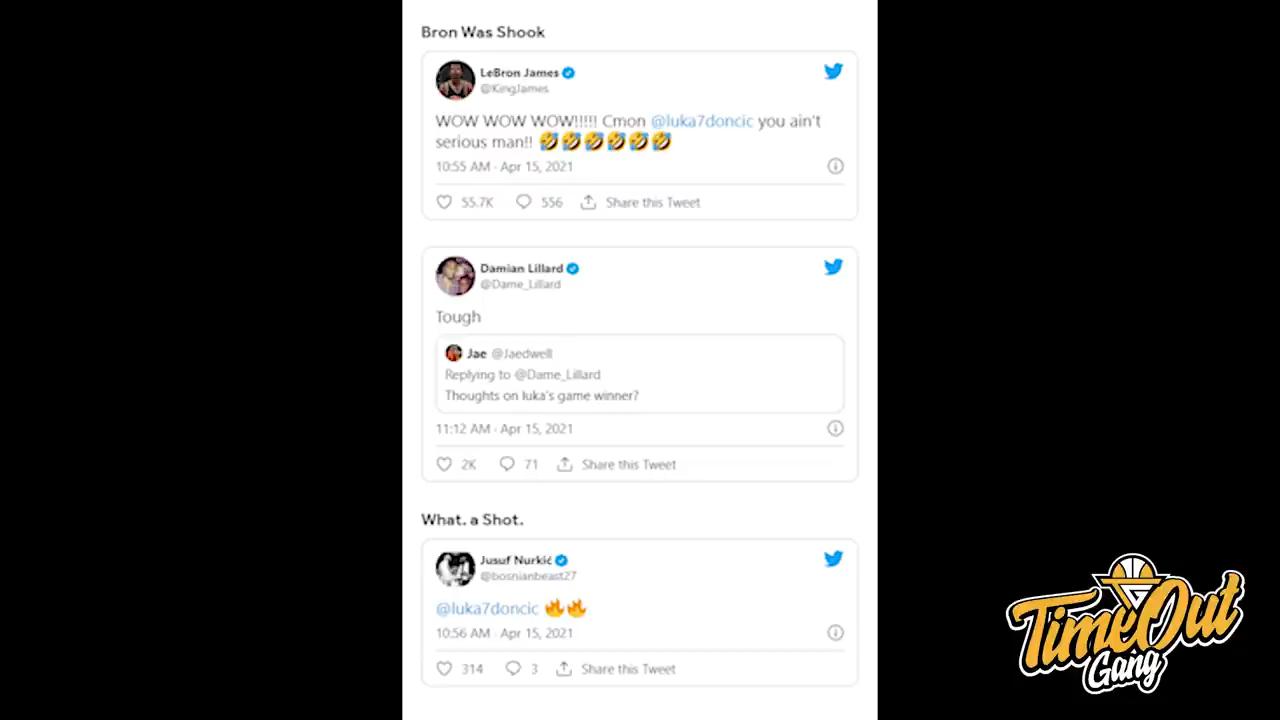 Bron Was Shook
LeBron James
@KingJames
WOW WOW WOW!!!!! Cmon @luka7doncic you ain't
serious man!! 🤣🤣🤣🤣🤣🤣
10:55 AM · Apr 15, 2021
55.7K 556 Share this Tweet
Damian Lillard
@Dame_Lillard
Tough
Jae @Jaedwell
Replying to @Dame_Lillard
Thoughts on luka's game winner?
11:12 AM · Apr 15, 2021
2K 71 Share this Tweet
What. a Shot.
Jusuf Nurkić
@bosnianbeast27
@luka7doncic 🔥🔥
10:56 AM · Apr 15, 2021
314 3 Share this Tweet
TimeOut
Gang